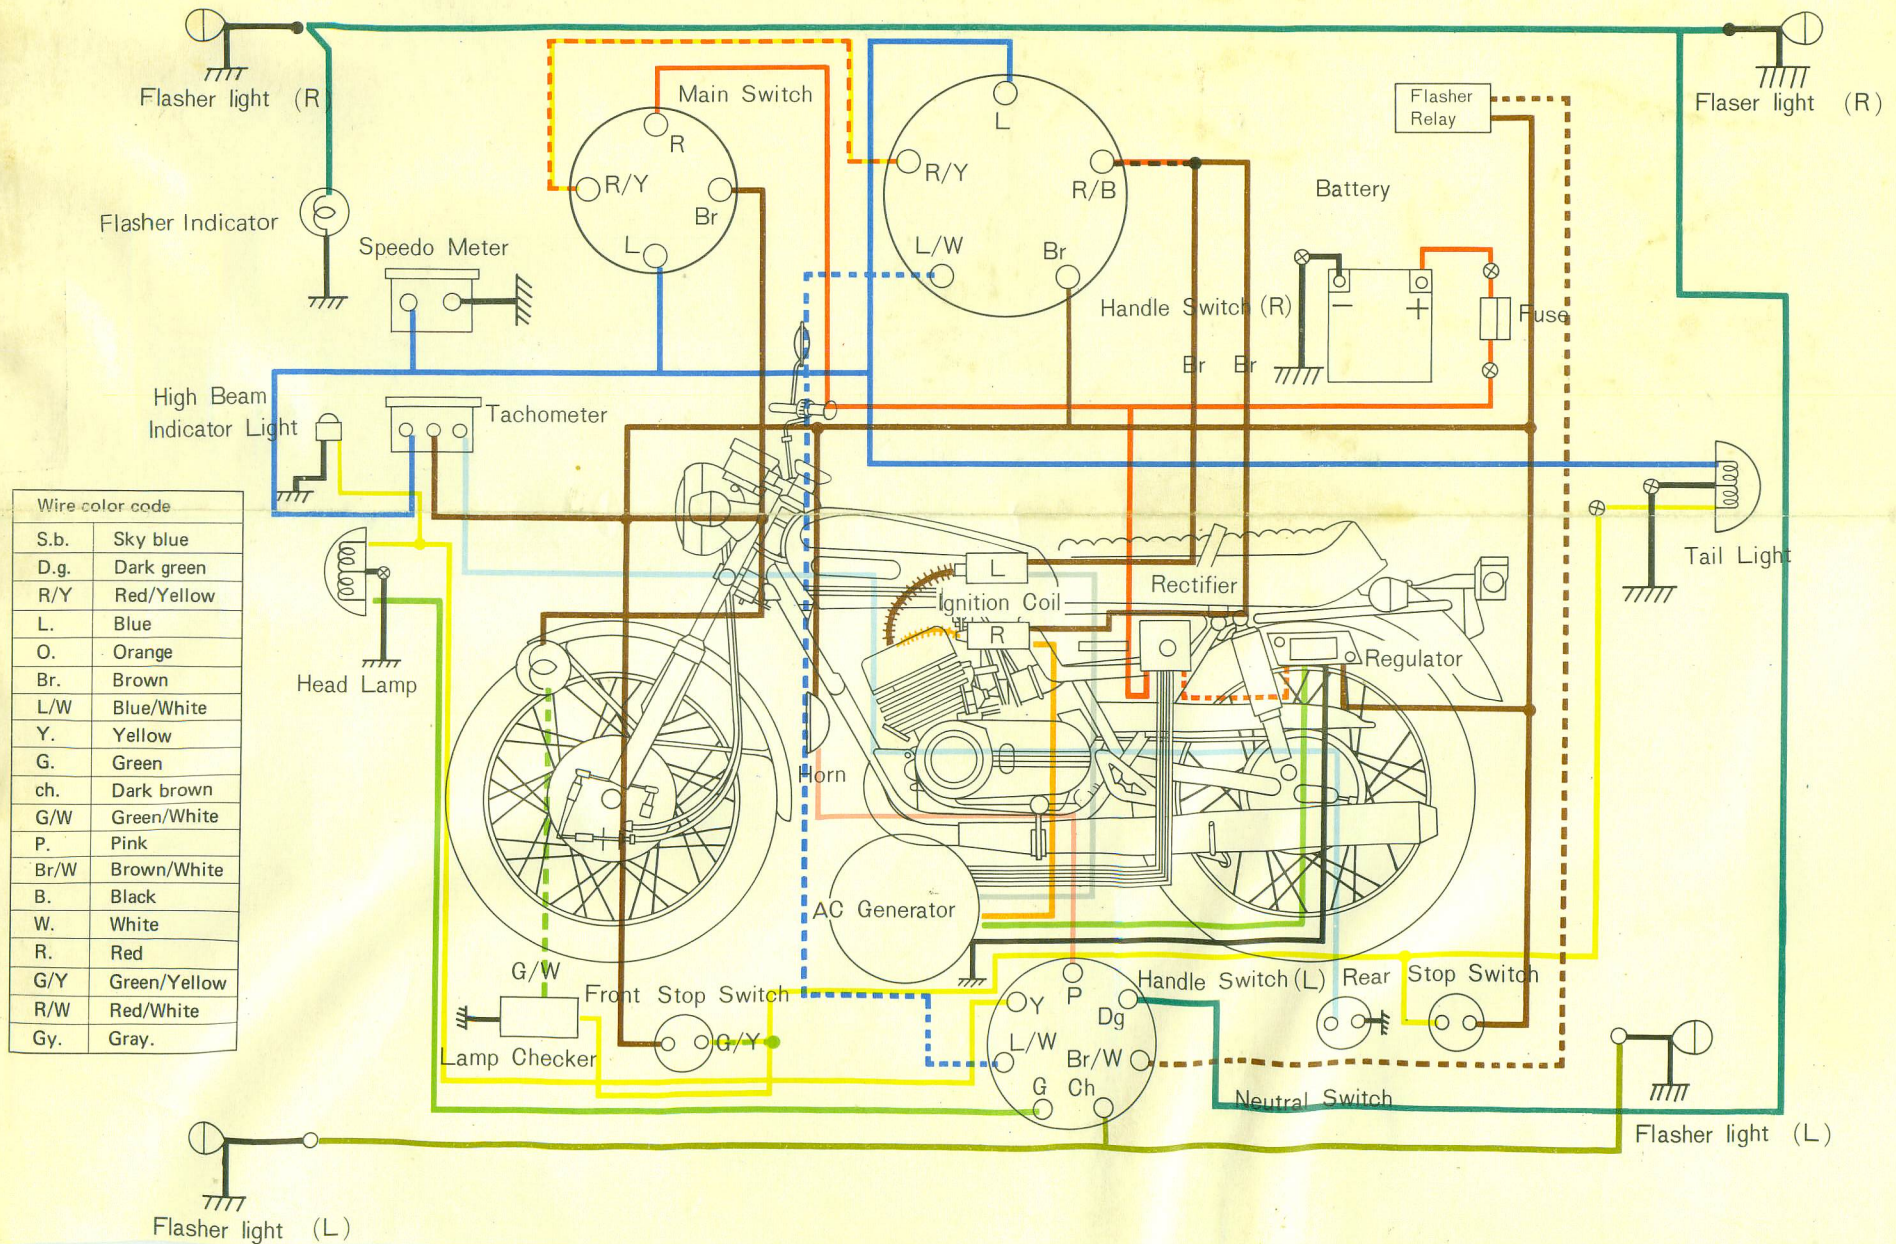 Flasher light (R)
Main Switch
R
R/Y
Br
L
L
R/Y
R/B
L/W
Br
Handle Switch (R)
Flasher
Relay
Flaser light (R)
Battery
− +
Fuse
Br Br
Flasher Indicator
Speedo Meter
High Beam
Indicator Light
Tachometer
Wire color code
S.b. Sky blue
D.g. Dark green
R/Y Red/Yellow
L. Blue
O. Orange
Br. Brown
L/W Blue/White
Y. Yellow
G. Green
ch. Dark brown
G/W Green/White
P. Pink
Br/W Brown/White
B. Black
W. White
R. Red
G/Y Green/Yellow
R/W Red/White
Gy. Gray.
Head Lamp
L
Ignition Coil
R
Rectifier
Regulator
Tail Light
Horn
AC Generator
G/W
Front Stop Switch
G/Y
Lamp Checker
P
Y
Dg
L/W
Br/W
G
Ch
Handle Switch (L)
Rear Stop Switch
Neutral Switch
Flasher light (L)
Flasher light (L)